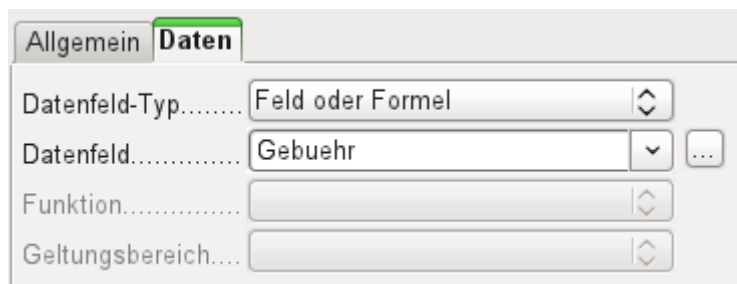 Allgemein Daten
Datenfeld-Typ........ Feld oder Formel
Datenfeld.............. Gebuehr ...
Funktion...............
Geltungsbereich....